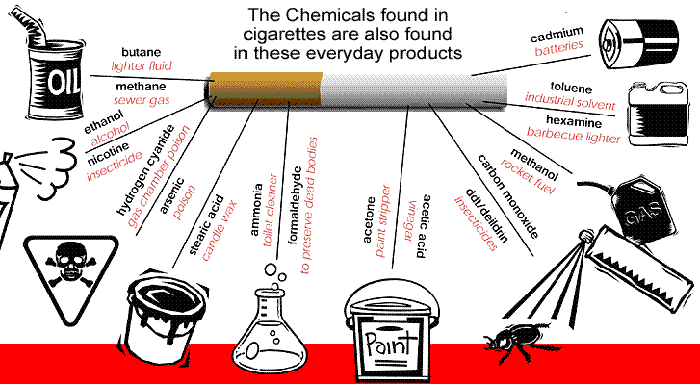 The Chemicals found in
cigarettes are also found
in these everyday products
butane
lighter fluid
methane
sewer gas
ethanol
alcohol
nicotine
insecticide
hydrogen cyanide
gas chamber poison
arsenic
poison
stearic acid
candle wax
ammonia
toilet cleaner
formaldehyde
to preserve dead bodies
acetone
paint stripper
acetic acid
vinegar
ddt/deildfin
insecticides
carbon monoxide
methanol
rocket fuel
hexamine
barbecue lighter
toluene
industrial solvent
cadmium
batteries
OIL
Paint
GAS